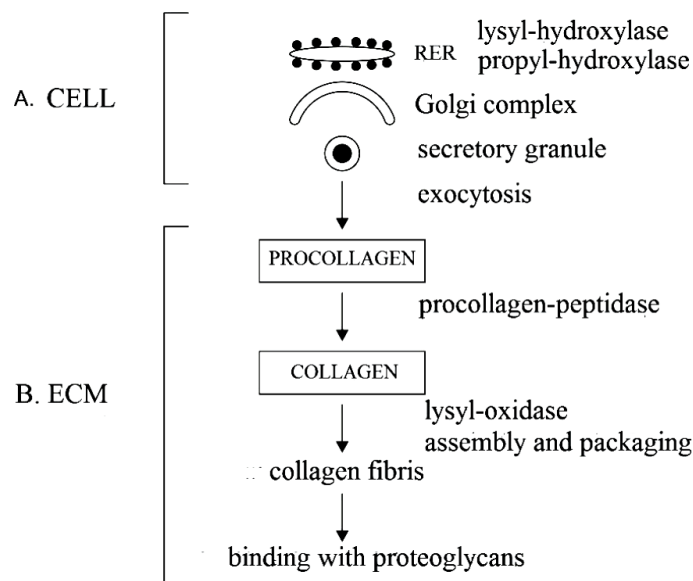 lysyl-hydroxylase
RER propyl-hydroxylase
A. CELL
Golgi complex
secretory granule
exocytosis
PROCOLLAGEN
procollagen-peptidase
COLLAGEN
B. ECM
lysyl-oxidase
assembly and packaging
collagen fibris
binding with proteoglycans